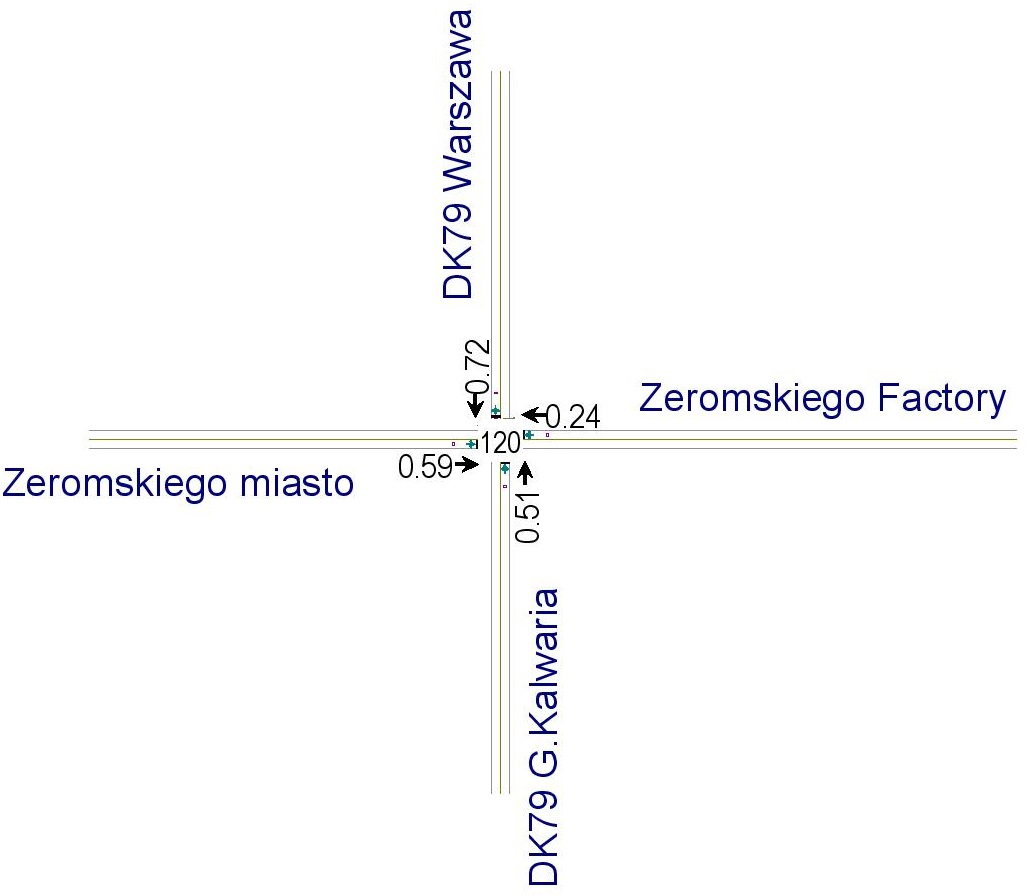 DK79 Warszawa
0.72
Zeromskiego Factory
0.24
120
0.59
Zeromskiego miasto
0.51
DK79 G.Kalwaria